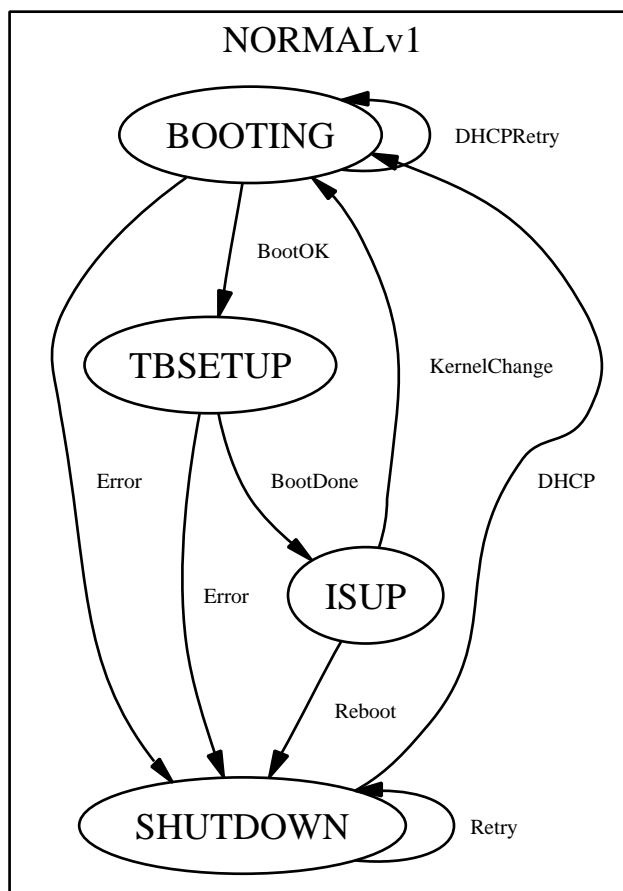 NORMALv1
BOOTING
DHCPRetry
BootOK
TBSETUP
KernelChange
Error
BootDone
DHCP
Error
ISUP
Reboot
SHUTDOWN
Retry